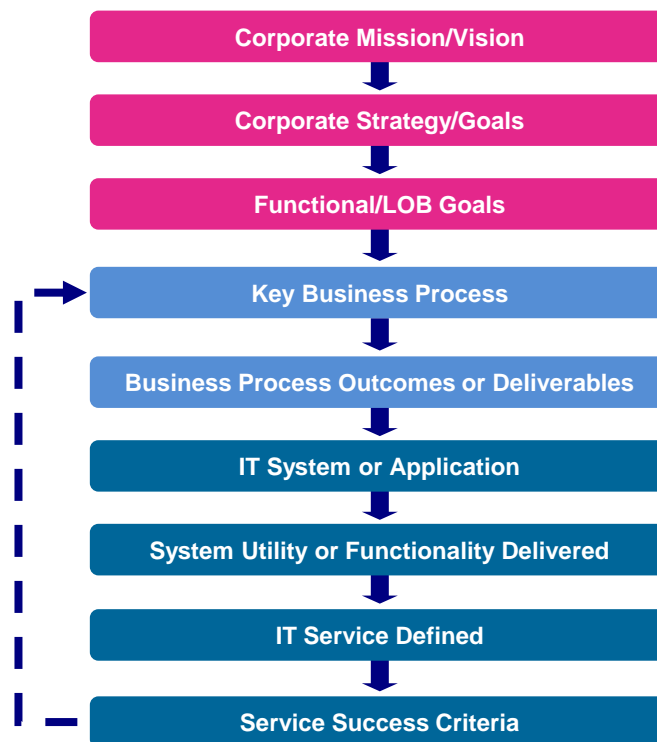 Corporate Mission/Vision
Corporate Strategy/Goals
Functional/LOB Goals
Key Business Process
Business Process Outcomes or Deliverables
IT System or Application
System Utility or Functionality Delivered
IT Service Defined
Service Success Criteria